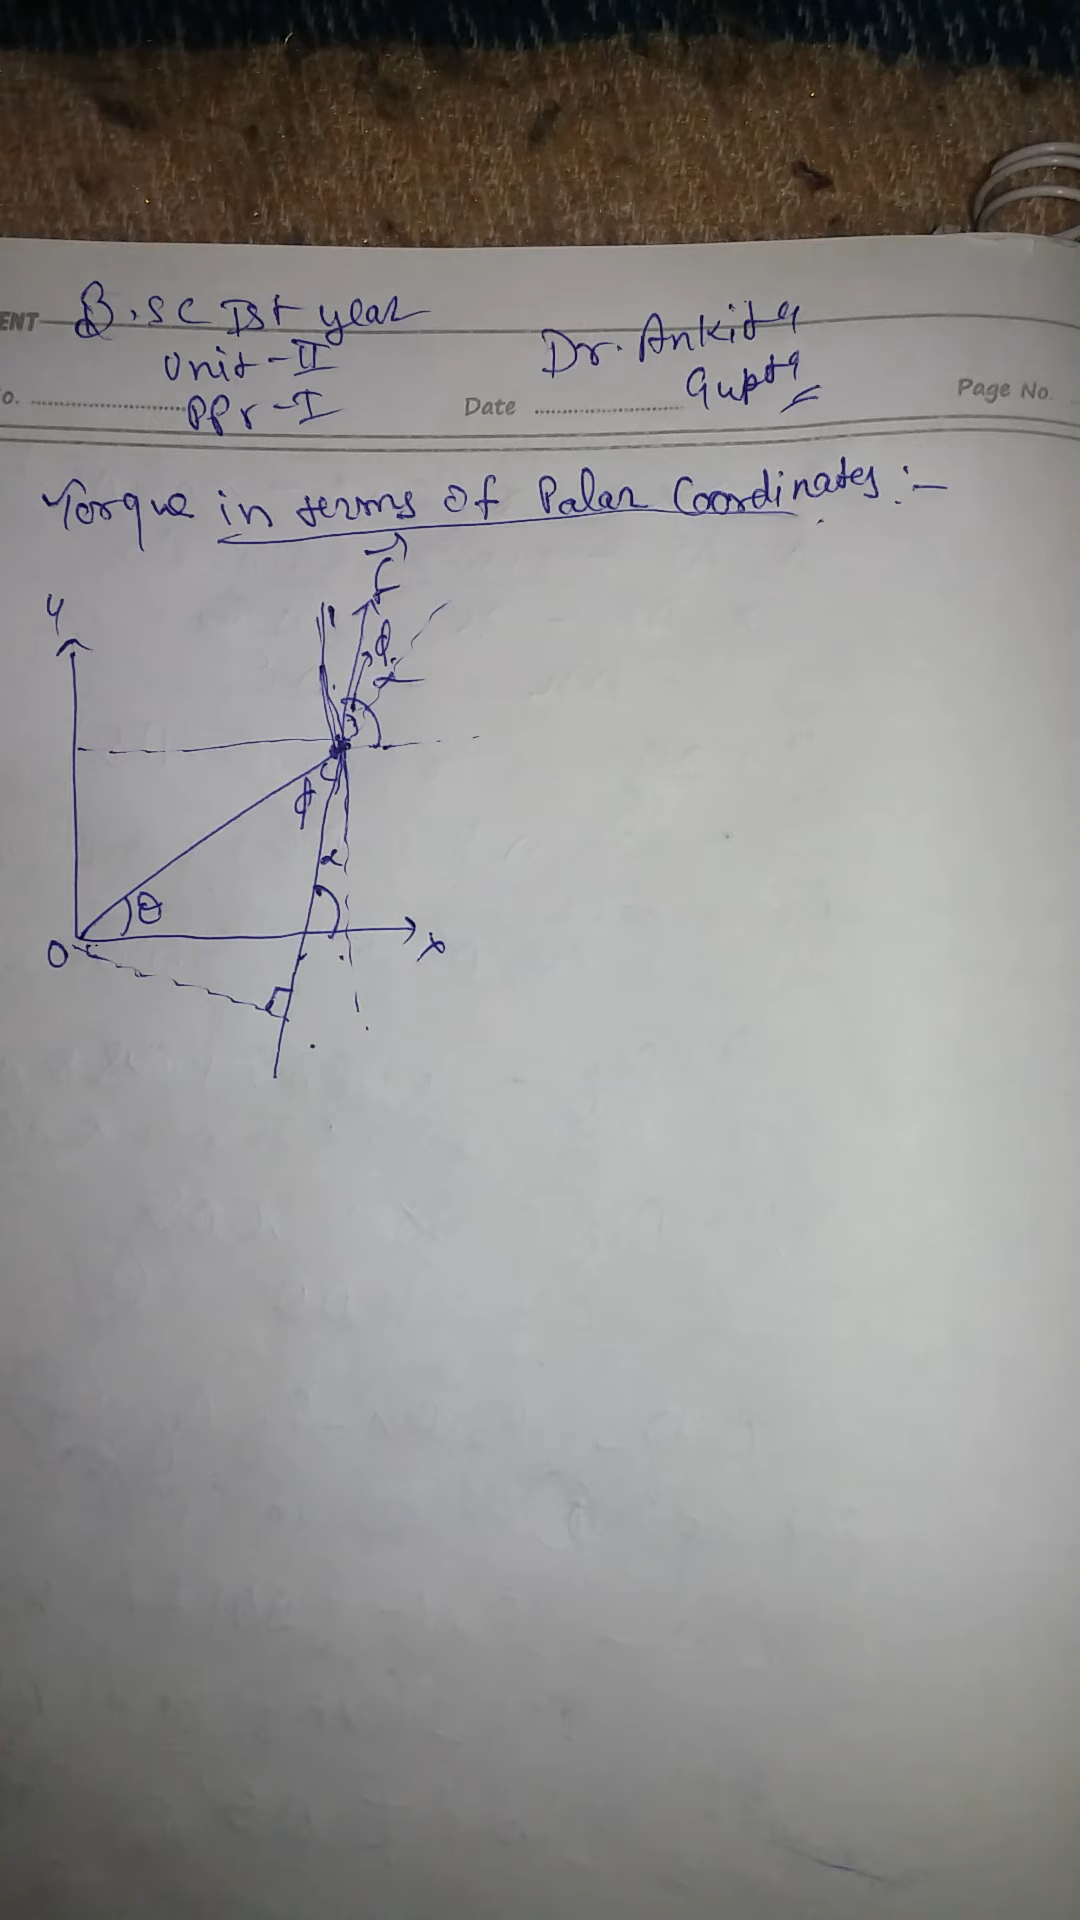 ENT B.SC Ist year
Unit-II
PPr-I
Dr. Ankita
Gupta
o.
Date
Page No.
Torque in terms of Polar Coordinates :-
F
Y
ϕ
α
ϕ
α
θ
O
X